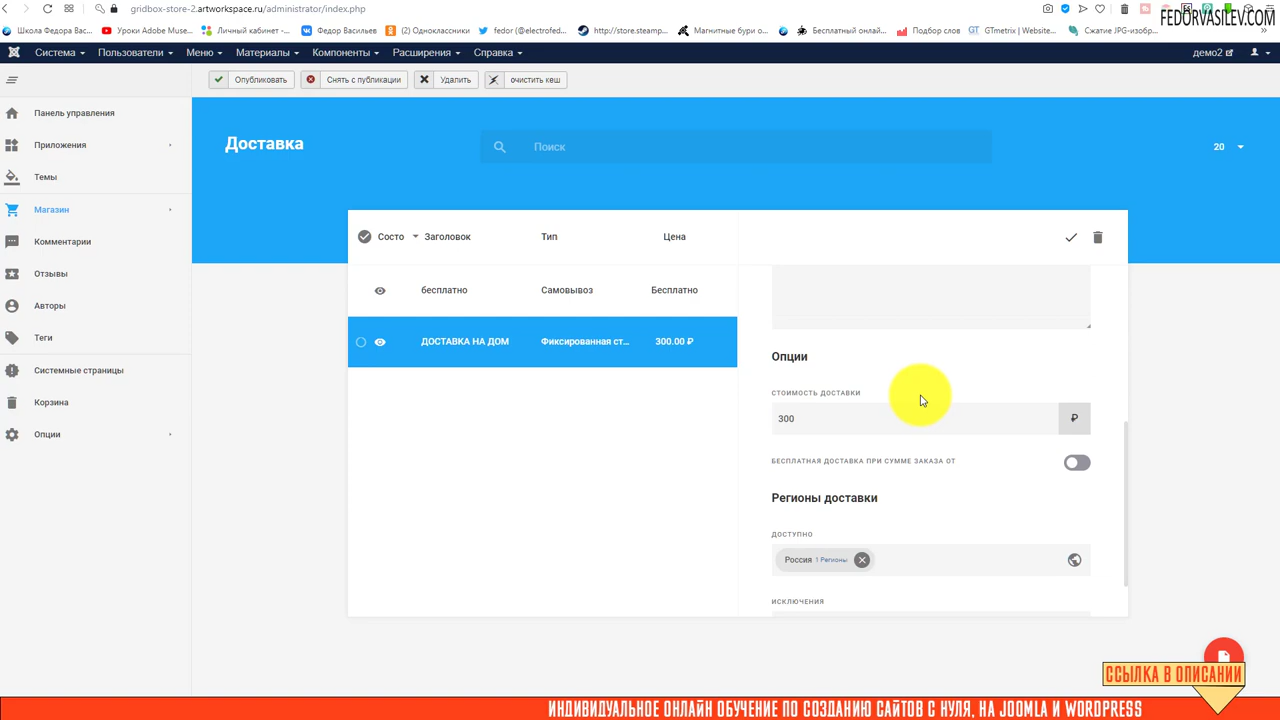 gridbox-store-2.artworkspace.ru/administrator/index.php
FEDORVASILEV.COM
Школа Федора Вас...
Уроки Adobe Muse...
Личный кабинет -...
Федор Васильев
(2) Одноклассники
fedor (@electrofed...
http://store.steamp...
Магнитные бури о...
Бесплатный онлай...
Подбор слов
GTmetrix | Website...
Сжатие JPG-изобр...
Система
Пользователи
Меню
Материалы
Компоненты
Расширения
Справка
демо2
Опубликовать
Снять с публикации
Удалить
очистить кеш
Панель управления
Приложения
Темы
Магазин
Комментарии
Отзывы
Авторы
Теги
Системные страницы
Корзина
Опции
Доставка
Поиск
20
Состо
Заголовок
Тип
Цена
бесплатно
Самовывоз
Бесплатно
ДОСТАВКА НА ДОМ
Фиксированная ст...
300.00 ₽
Опции
СТОИМОСТЬ ДОСТАВКИ
300
₽
БЕСПЛАТНАЯ ДОСТАВКА ПРИ СУММЕ ЗАКАЗА ОТ
Регионы доставки
ДОСТУПНО
Россия 1 Регионы
ИСКЛЮЧЕНИЯ
ССЫЛКА В ОПИСАНИИ
ИНДИВИДУАЛЬНОЕ ОНЛАЙН ОБУЧЕНИЕ ПО СОЗДАНИЮ САЙТОВ С НУЛЯ, НА JOOMLA И WORDPRESS